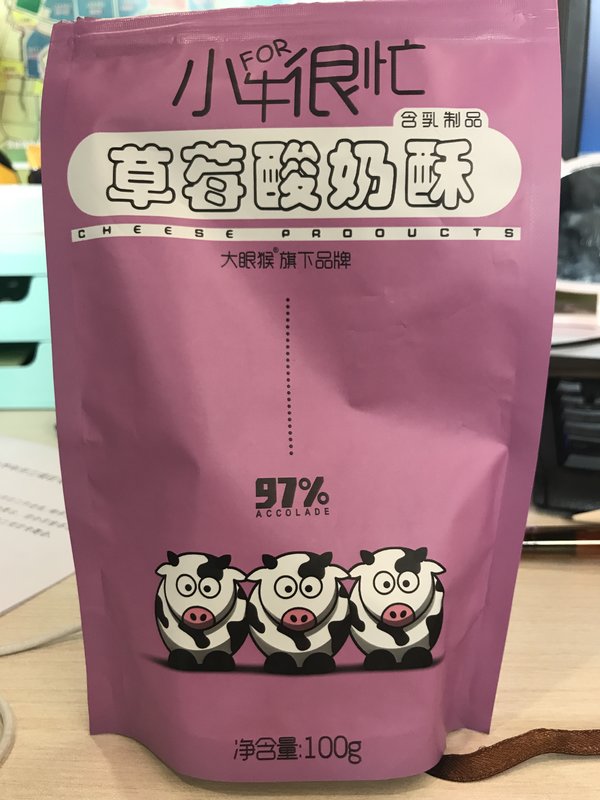 FOR
小牛很忙
含乳制品
草莓酸奶酥
CHEESE PRODUCTS
大眼猴®旗下品牌
97%
ACCOLADE
净含量:100g